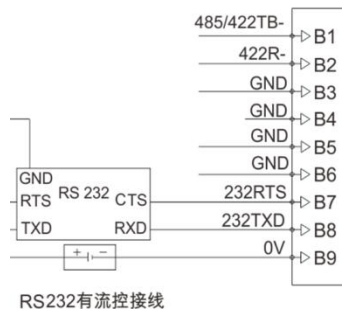 485/422TB- B1
422R- B2
GND B3
GND B4
GND B5
GND B6
GND
RTS RS 232 CTS 232RTS B7
TXD RXD 232TXD B8
+ - 0V B9
RS232有流控接线